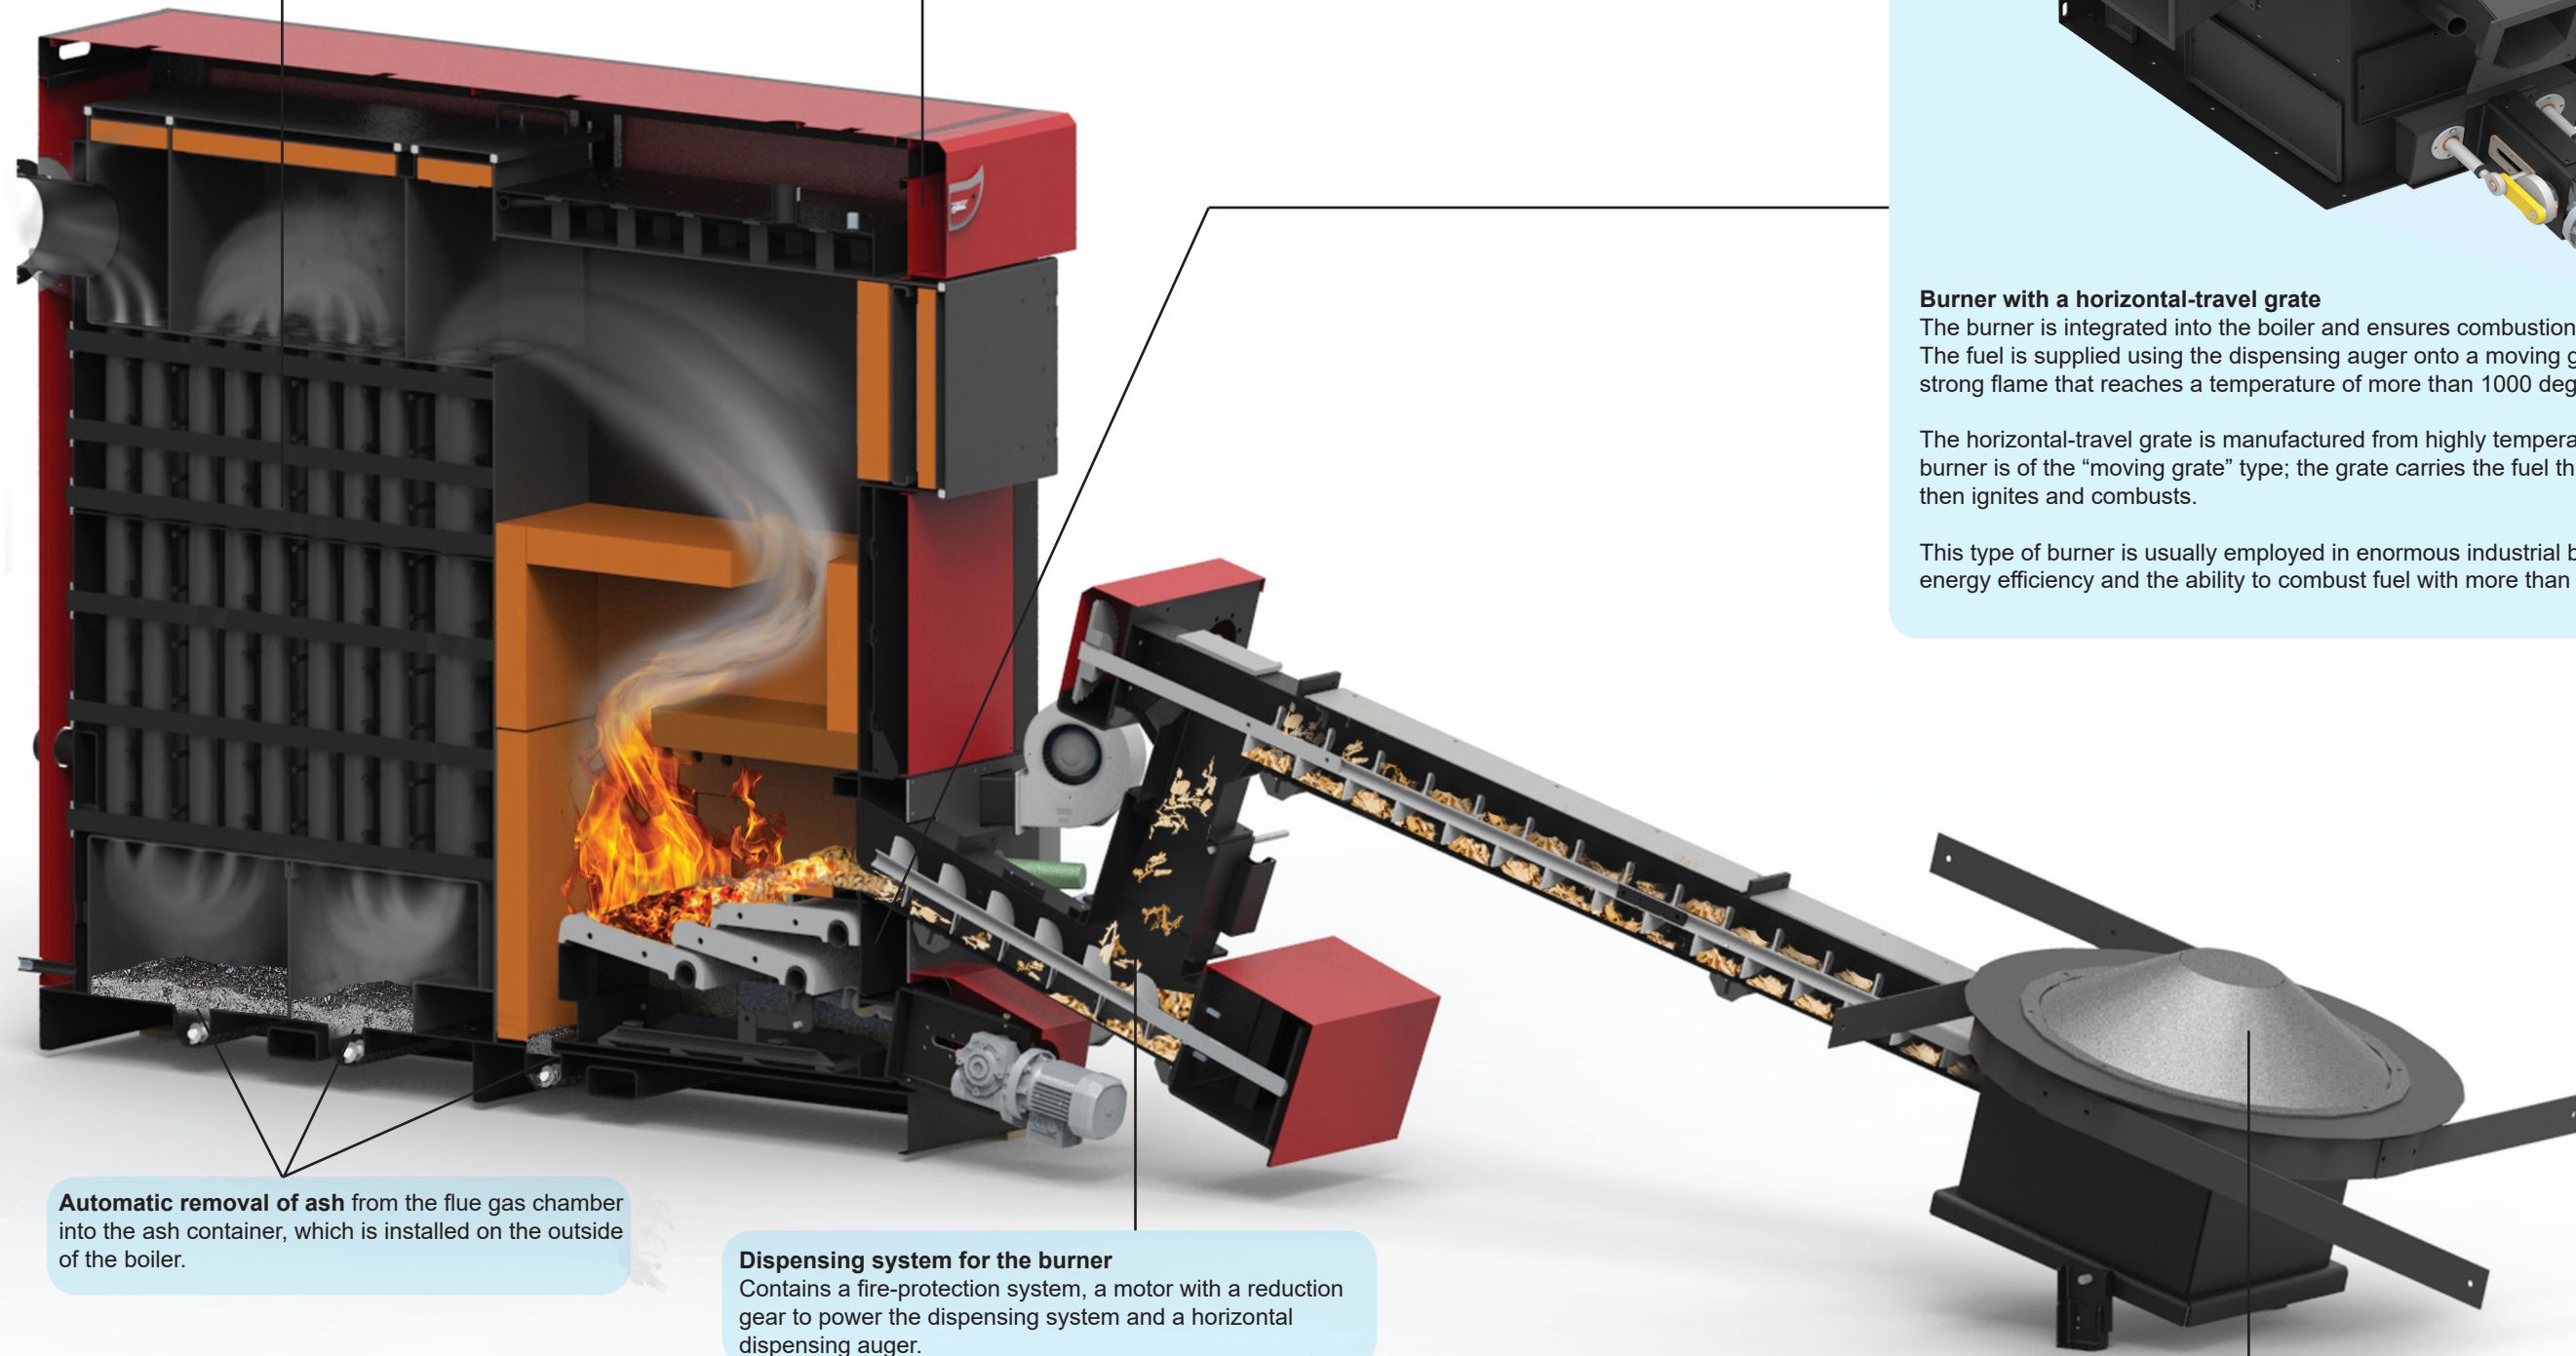 Burner with a horizontal-travel grate
The burner is integrated into the boiler and ensures combustion
The fuel is supplied using the dispensing auger onto a moving
strong flame that reaches a temperature of more than 1000
The horizontal-travel grate is manufactured from highly
burner is of the “moving grate” type; the grate carries the fuel
then ignites and combusts.
This type of burner is usually employed in enormous industrial
energy efficiency and the ability to combust fuel with more than
Automatic removal of ash from the flue gas chamber
into the ash container, which is installed on the outside
of the boiler.
Dispensing system for the burner
Contains a fire-protection system, a motor with a reduction
gear to power the dispensing system and a horizontal
dispensing auger.